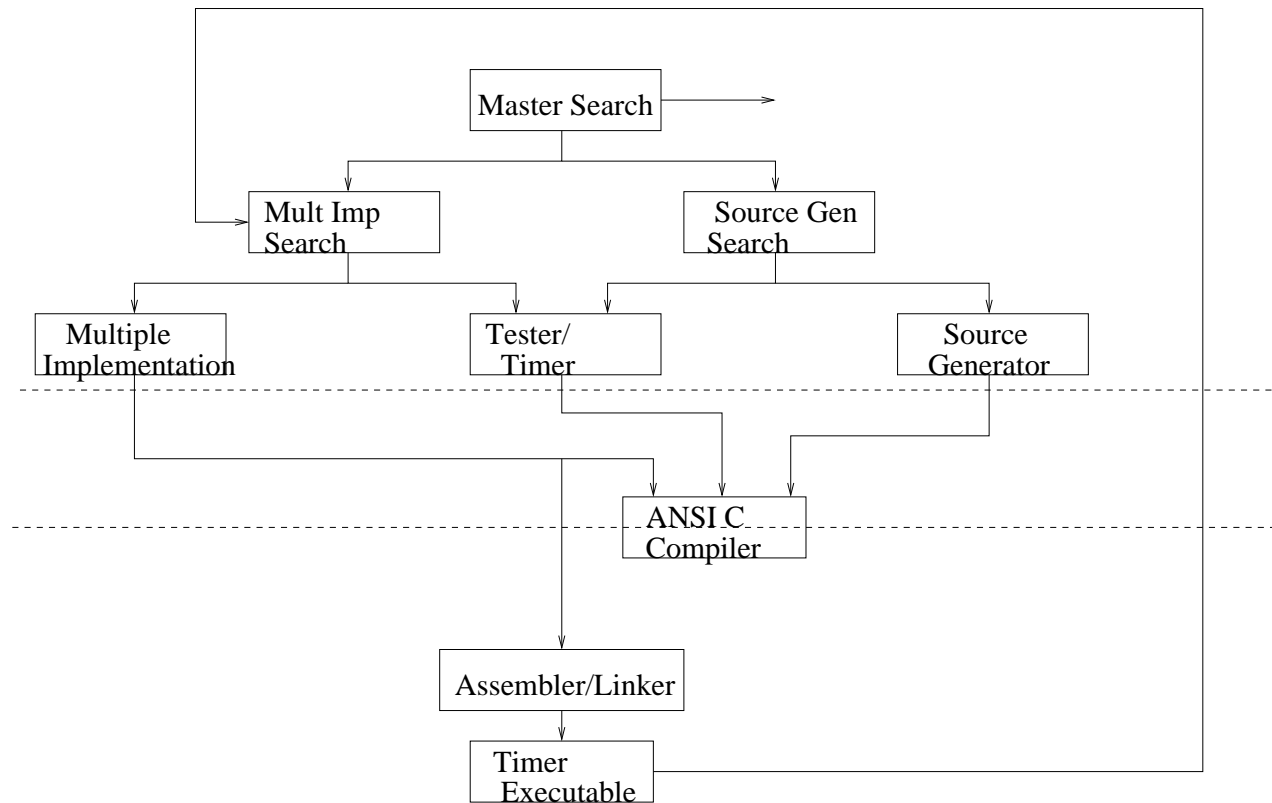 Master Search
Mult Imp
Search
Source Gen
Search
Multiple
Implementation
Tester/
Timer
Source
Generator
ANSI C
Compiler
Assembler/Linker
Timer
Executable